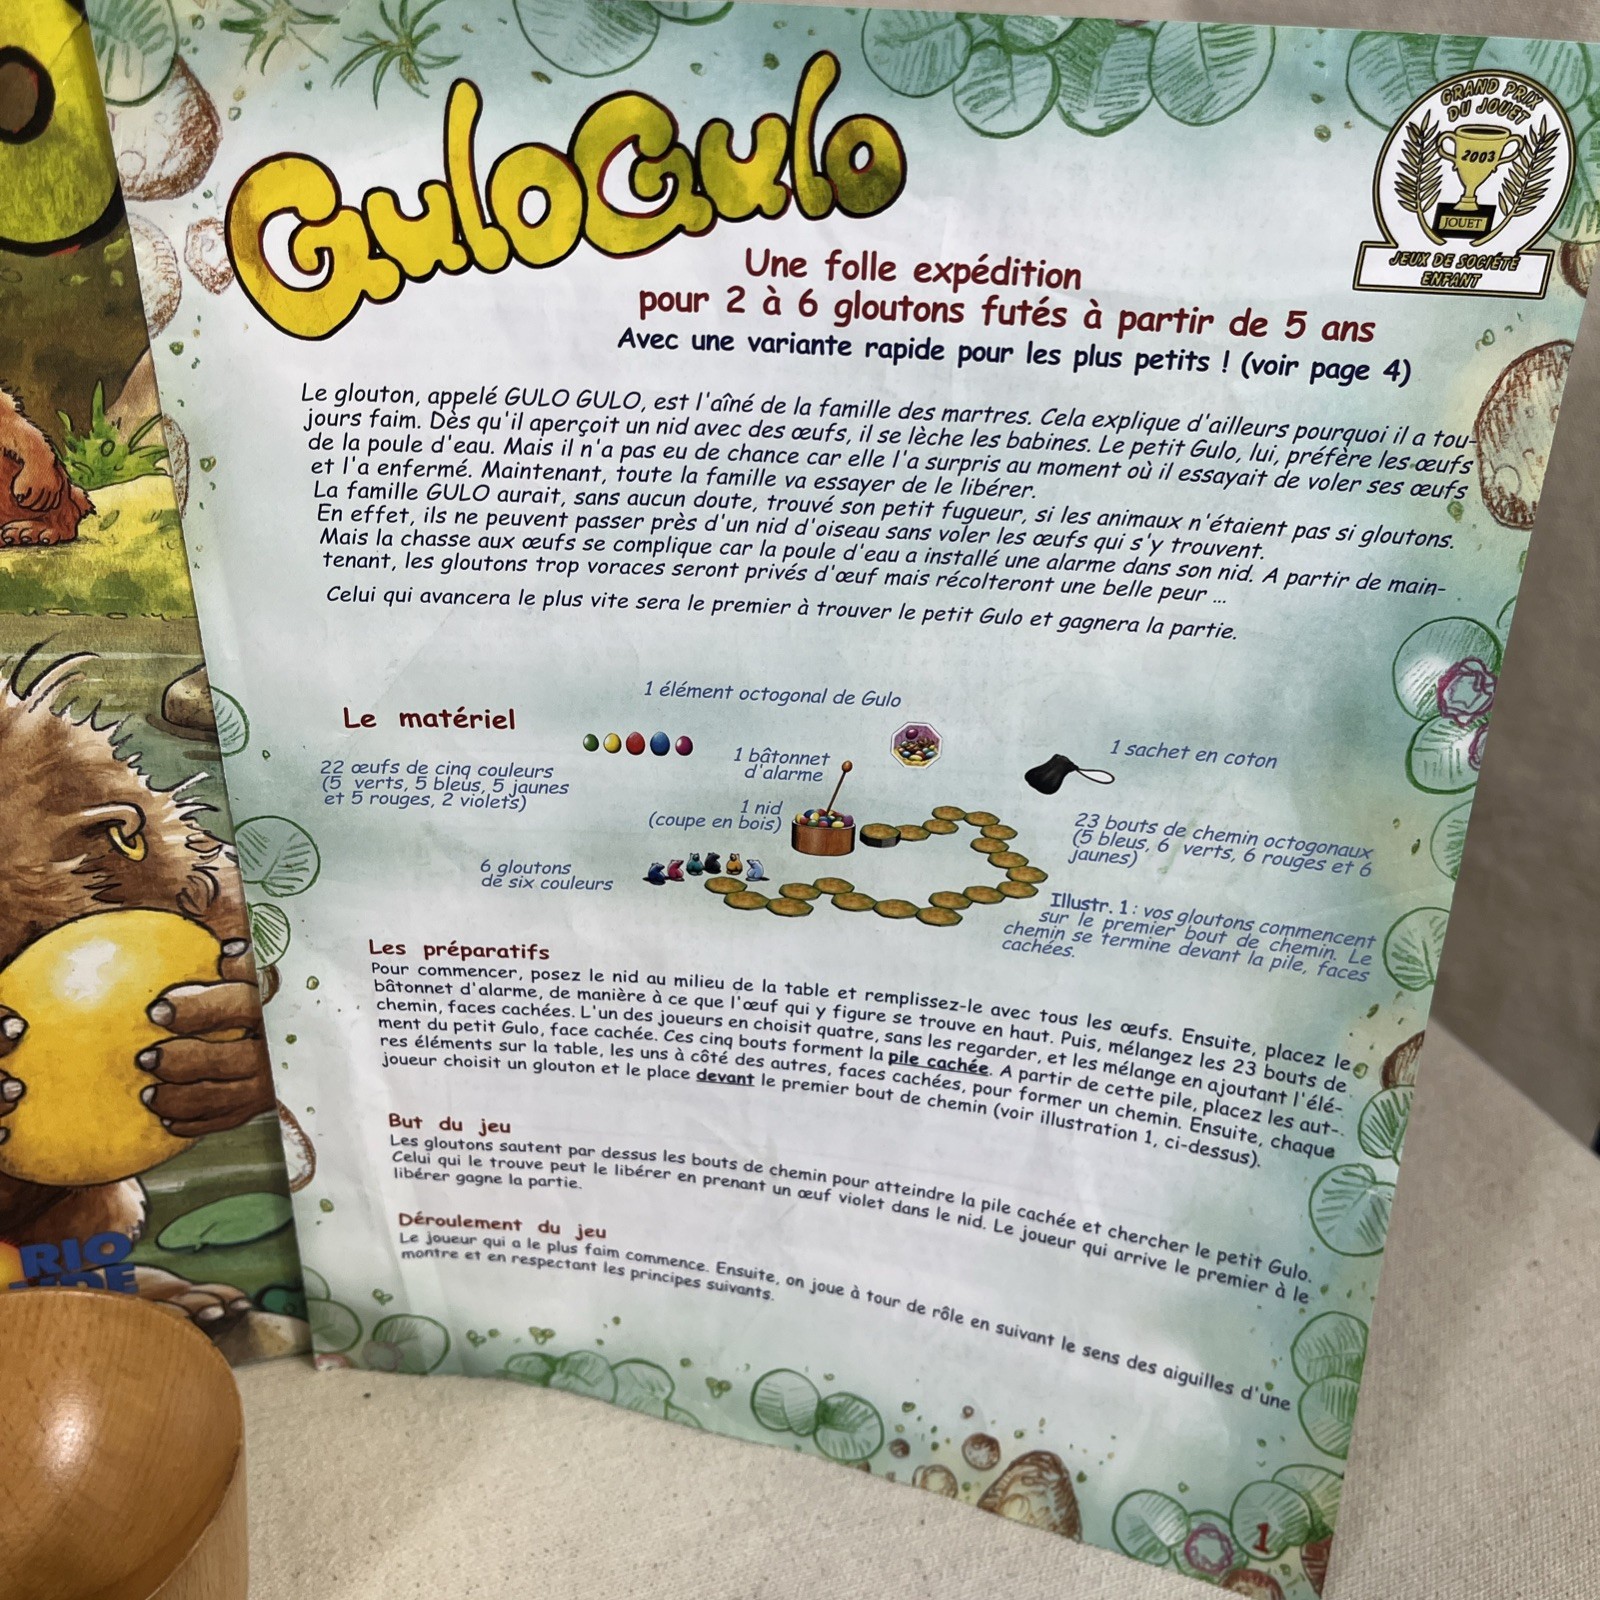 GuloGulo
GRAND PRIX
DU JOUET
2003
JOUET
JEUX DE SOCIÉTÉ
ENFANT
Une folle expédition
pour 2 à 6 gloutons futés à partir de 5 ans
Avec une variante rapide pour les plus petits ! (voir page 4)
Le glouton, appelé GULO GULO, est l'aîné de la famille des martres. Cela explique d'ailleurs pourquoi il a tou-
jours faim. Dès qu'il aperçoit un nid avec des œufs, il se lèche les babines. Le petit Gulo, lui, préfère les œufs
de la poule d'eau. Mais il n'a pas eu de chance car elle l'a surpris au moment où il essayait de voler ses œufs
et l'a enfermé. Maintenant, toute la famille va essayer de le libérer.
La famille GULO aurait, sans aucun doute, trouvé son petit fugueur, si les animaux n'étaient pas si gloutons.
En effet, ils ne peuvent passer près d'un nid d'oiseau sans voler les œufs qui s'y trouvent.
Mais la chasse aux œufs se complique car la poule d'eau a installé une alarme dans son nid. A partir de main-
tenant, les gloutons trop voraces seront privés d'œuf mais récolteront une belle peur ...
Celui qui avancera le plus vite sera le premier à trouver le petit Gulo et gagnera la partie.
1 élément octogonal de Gulo
Le matériel
22 œufs de cinq couleurs
(5 verts, 5 bleus, 5 jaunes
et 5 rouges, 2 violets)
1 bâtonnet
d'alarme
1 sachet en coton
1 nid
(coupe en bois)
23 bouts de chemin octogonaux
(5 bleus, 6 verts, 6 rouges et 6
jaunes)
6 gloutons
de six couleurs
Illustr. 1 : vos gloutons commencent
sur le premier bout de chemin. Le
chemin se termine devant la pile, faces
cachées.
Les préparatifs
Pour commencer, posez le nid au milieu de la table et remplissez-le avec tous les œufs. Ensuite, placez le
bâtonnet d'alarme, de manière à ce que l'œuf qui y figure se trouve en haut. Puis, mélangez les 23 bouts de
chemin, faces cachées. L'un des joueurs en choisit quatre, sans les regarder, et les mélange en ajoutant l'élé-
ment du petit Gulo, face cachée. Ces cinq bouts forment la pile cachée. A partir de cette pile, placez les aut-
res éléments sur la table, les uns à côté des autres, faces cachées, pour former un chemin. Ensuite, chaque
joueur choisit un glouton et le place devant le premier bout de chemin (voir illustration 1, ci-dessus).
But du jeu
Les gloutons sautent par dessus les bouts de chemin pour atteindre la pile cachée et chercher le petit Gulo.
Celui qui le trouve peut le libérer en prenant un œuf violet dans le nid. Le joueur qui arrive le premier à le
libérer gagne la partie.
Déroulement du jeu
Le joueur qui a le plus faim commence. Ensuite, on joue à tour de rôle en suivant le sens des aiguilles d'une
montre et en respectant les principes suivants.
1
RIO